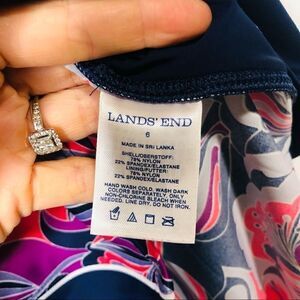 LANDS' END
6
MADE IN SRI LANKA
SHELL/OBERSTOFF:
78% NYLON
22% SPANDEX/ELASTANE
LINING/FUTTER:
78% NYLON
22% SPANDEX/ELASTANE
HAND WASH COLD. WASH DARK
COLORS SEPARATELY. ONLY
NON-CHLORINE BLEACH WHEN
NEEDED. LINE DRY. DO NOT IRON.